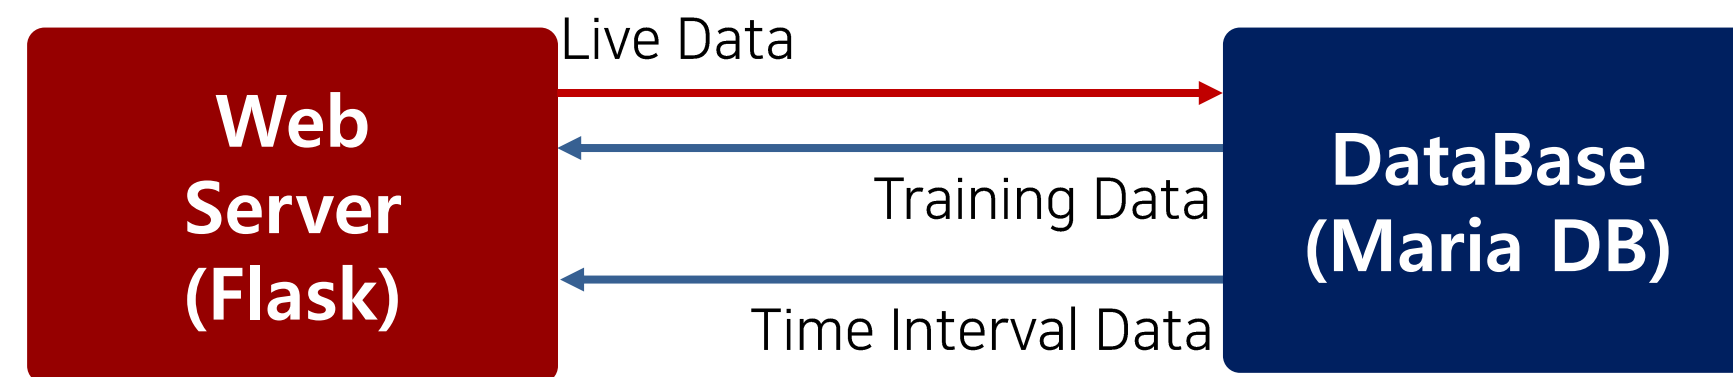 Live Data
Web
Server
(Flask)
DataBase
(Maria DB)
Training Data
Time Interval Data